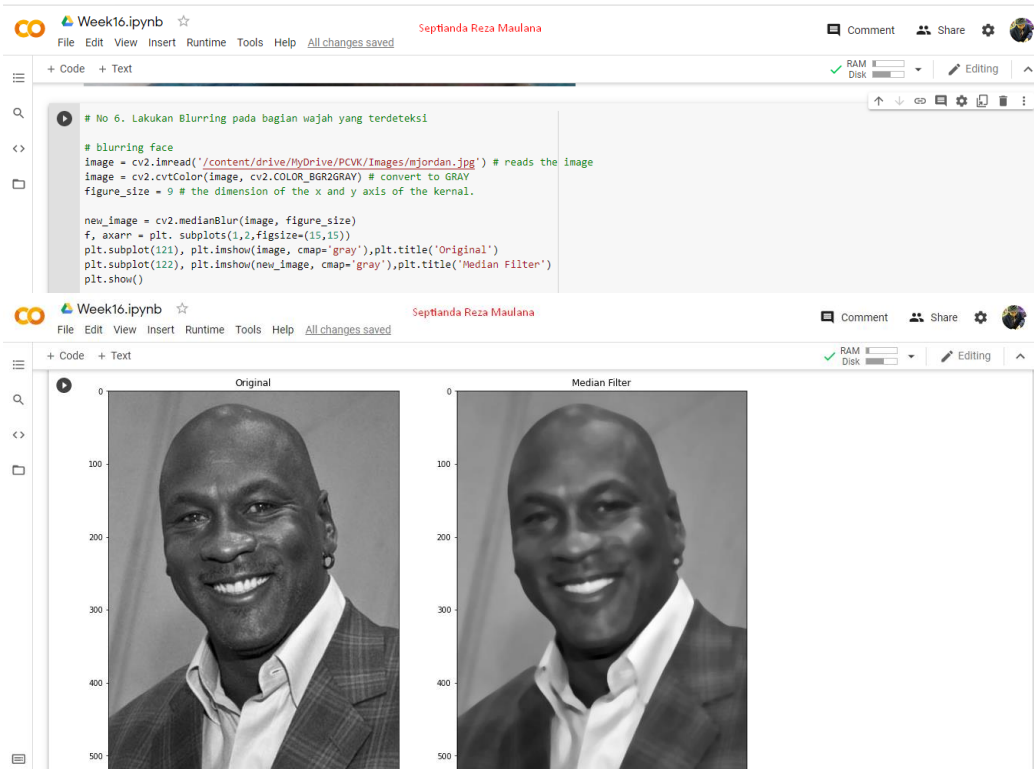 Week16.ipynb
Septianda Reza Maulana
File Edit View Insert Runtime Tools Help All changes saved
Comment Share
+ Code + Text
RAM
Disk
Editing
# No 6. Lakukan Blurring pada bagian wajah yang terdeteksi
# blurring face
image = cv2.imread('/content/drive/MyDrive/PCVK/Images/mjordan.jpg') # reads the image
image = cv2.cvtColor(image, cv2.COLOR_BGR2GRAY) # convert to GRAY
figure_size = 9 # the dimension of the x and y axis of the kernal.
new_image = cv2.medianBlur(image, figure_size)
f, axarr = plt. subplots(1,2,figsize=(15,15))
plt.subplot(121), plt.imshow(image, cmap='gray'),plt.title('Original')
plt.subplot(122), plt.imshow(new_image, cmap='gray'),plt.title('Median Filter')
plt.show()
Week16.ipynb
Septianda Reza Maulana
File Edit View Insert Runtime Tools Help All changes saved
Comment Share
+ Code + Text
RAM
Disk
Editing
Original
0
100
200
300
400
500
Median Filter
0
100
200
300
400
500